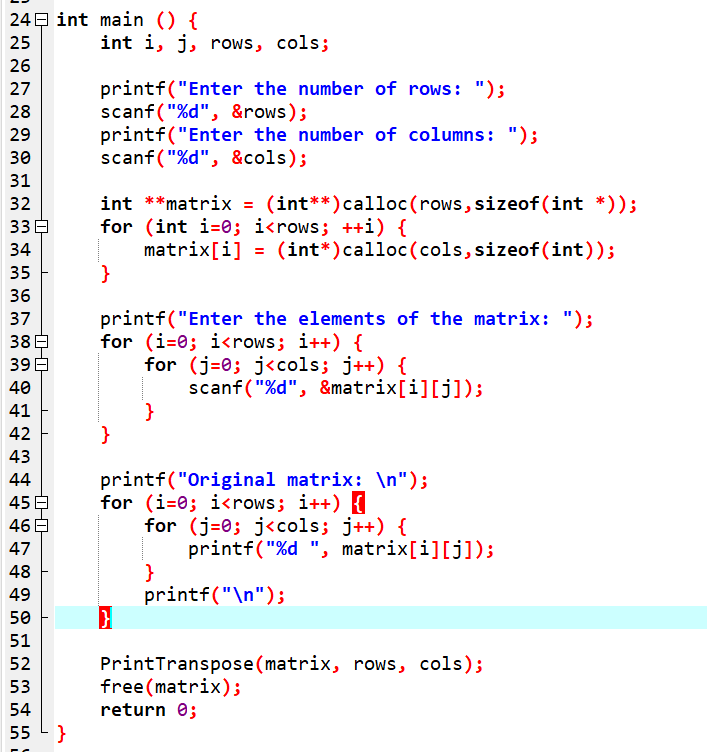 24 int main () {
25     int i, j, rows, cols;
26
27     printf("Enter the number of rows: ");
28     scanf("%d", &rows);
29     printf("Enter the number of columns: ");
30     scanf("%d", &cols);
31
32     int **matrix = (int**)calloc(rows,sizeof(int *));
33     for (int i=0; i<rows; ++i) {
34         matrix[i] = (int*)calloc(cols,sizeof(int));
35     }
36
37     printf("Enter the elements of the matrix: ");
38     for (i=0; i<rows; i++) {
39         for (j=0; j<cols; j++) {
40             scanf("%d", &matrix[i][j]);
41         }
42     }
43
44     printf("Original matrix: \n");
45     for (i=0; i<rows; i++) {
46         for (j=0; j<cols; j++) {
47             printf("%d ", matrix[i][j]);
48         }
49         printf("\n");
50     }
51
52     PrintTranspose(matrix, rows, cols);
53     free(matrix);
54     return 0;
55 }